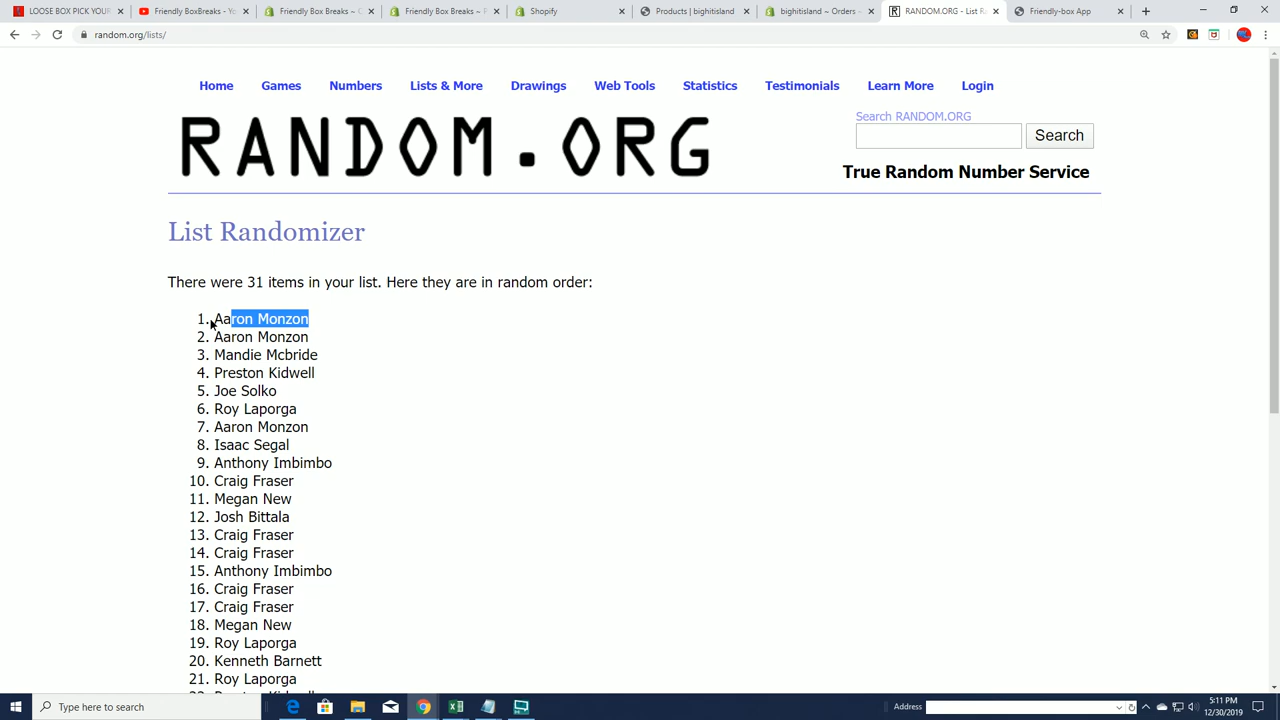 LOOSE BOX PICK YOUR
Friendly BoxBreaks - Yo
Friendly Box Breaks ~ C
Friendly Box Breaks ~ P
Shopify
Products | bighitisland
bighitisland ~ Orders ~
RANDOM.ORG - List Ra
Friendly-box App
random.org/lists/
Home Games Numbers Lists & More Drawings Web Tools Statistics Testimonials Learn More Login
Search RANDOM.ORG
RANDOM.ORG
Search
True Random Number Service
List Randomizer
There were 31 items in your list. Here they are in random order:
1. Aaron Monzon
2. Aaron Monzon
3. Mandie Mcbride
4. Preston Kidwell
5. Joe Solko
6. Roy Laporga
7. Aaron Monzon
8. Isaac Segal
9. Anthony Imbimbo
10. Craig Fraser
11. Megan New
12. Josh Bittala
13. Craig Fraser
14. Craig Fraser
15. Anthony Imbimbo
16. Craig Fraser
17. Craig Fraser
18. Megan New
19. Roy Laporga
20. Kenneth Barnett
21. Roy Laporga
Type here to search
Address
5:11 PM
12/30/2019